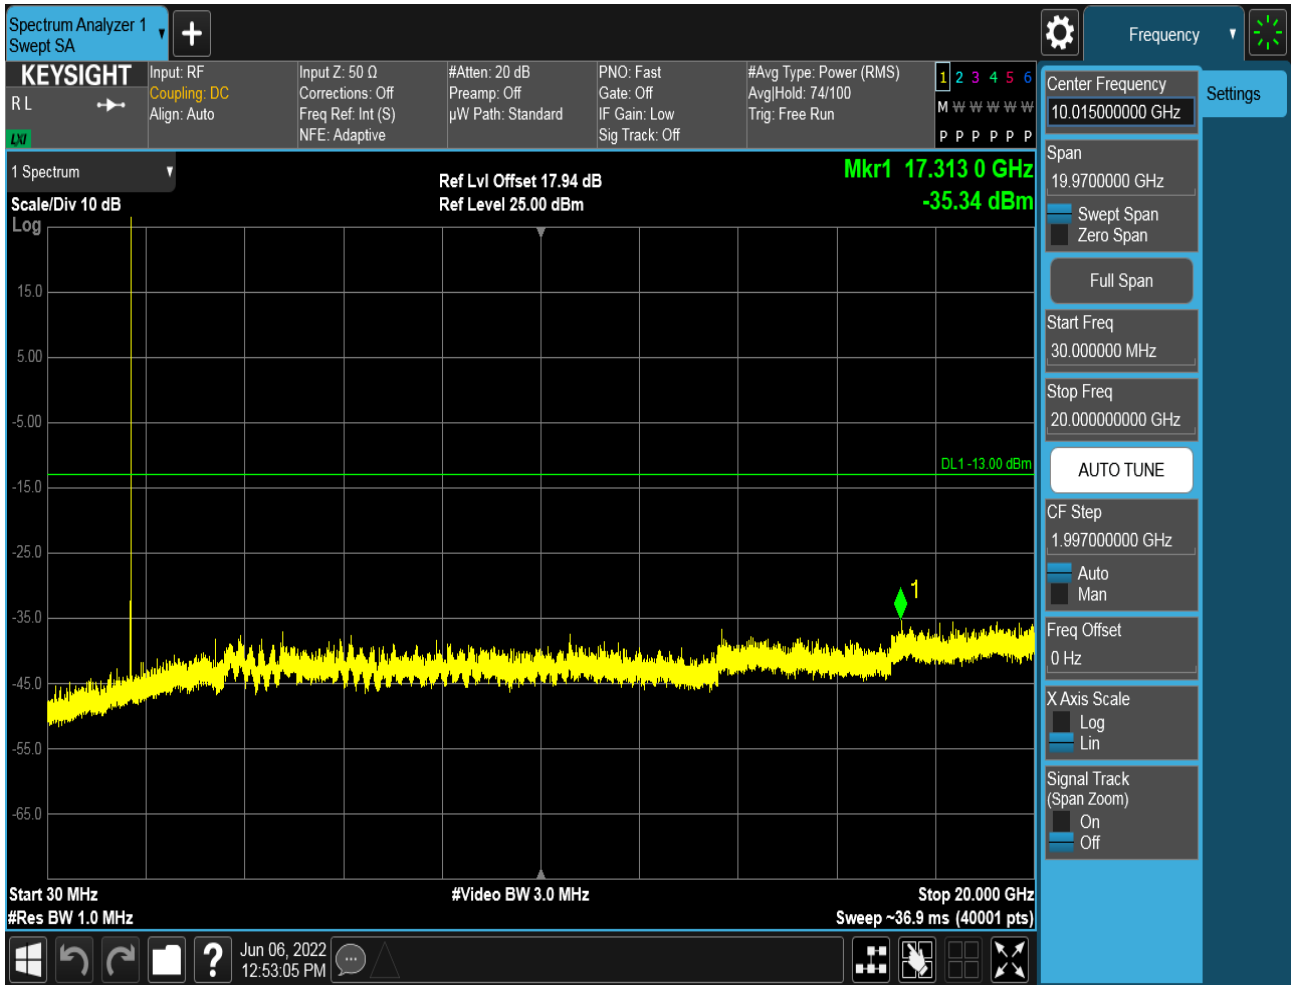 Spectrum Analyzer 1
Swept SA
Frequency
KEYSIGHT
R L
LXI
Input: RF
Coupling: DC
Align: Auto
Input Z: 50 Ω
Corrections: Off
Freq Ref: Int (S)
NFE: Adaptive
#Atten: 20 dB
Preamp: Off
µW Path: Standard
PNO: Fast
Gate: Off
IF Gain: Low
Sig Track: Off
#Avg Type: Power (RMS)
Avg|Hold: 74/100
Trig: Free Run
1 2 3 4 5 6
M W W W W W
P P P P P P
1 Spectrum
Scale/Div 10 dB
Log
Ref Lvl Offset 17.94 dB
Ref Level 25.00 dBm
Mkr1 17.313 0 GHz
-35.34 dBm
15.0
5.00
-5.00
-15.0
-25.0
-35.0
-45.0
-55.0
-65.0
DL1 -13.00 dBm
1
Start 30 MHz
#Res BW 1.0 MHz
#Video BW 3.0 MHz
Stop 20.000 GHz
Sweep ~36.9 ms (40001 pts)
Jun 06, 2022
12:53:05 PM
?
Center Frequency
10.015000000 GHz
Settings
Span
19.9700000 GHz
Swept Span
Zero Span
Full Span
Start Freq
30.000000 MHz
Stop Freq
20.000000000 GHz
AUTO TUNE
CF Step
1.997000000 GHz
Auto
Man
Freq Offset
0 Hz
X Axis Scale
Log
Lin
Signal Track
(Span Zoom)
On
Off